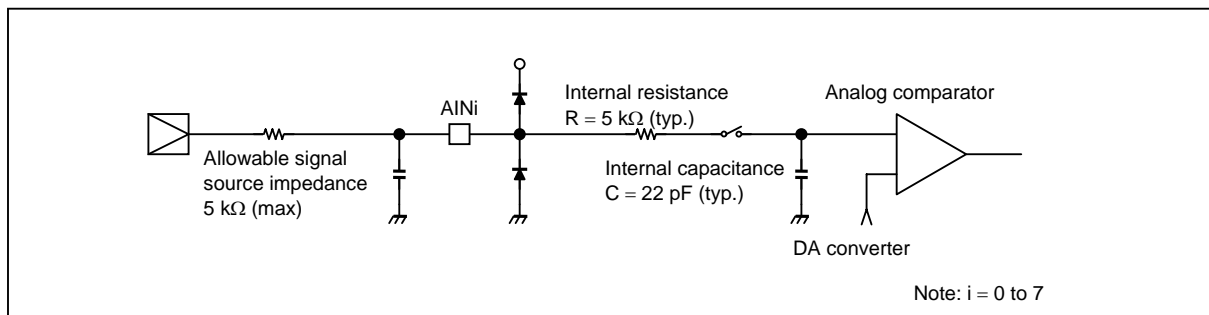 AINi
Internal resistance
R = 5 kΩ (typ.)
Analog comparator
Allowable signal
source impedance
5 kΩ (max)
Internal capacitance
C = 22 pF (typ.)
DA converter
Note: i = 0 to 7